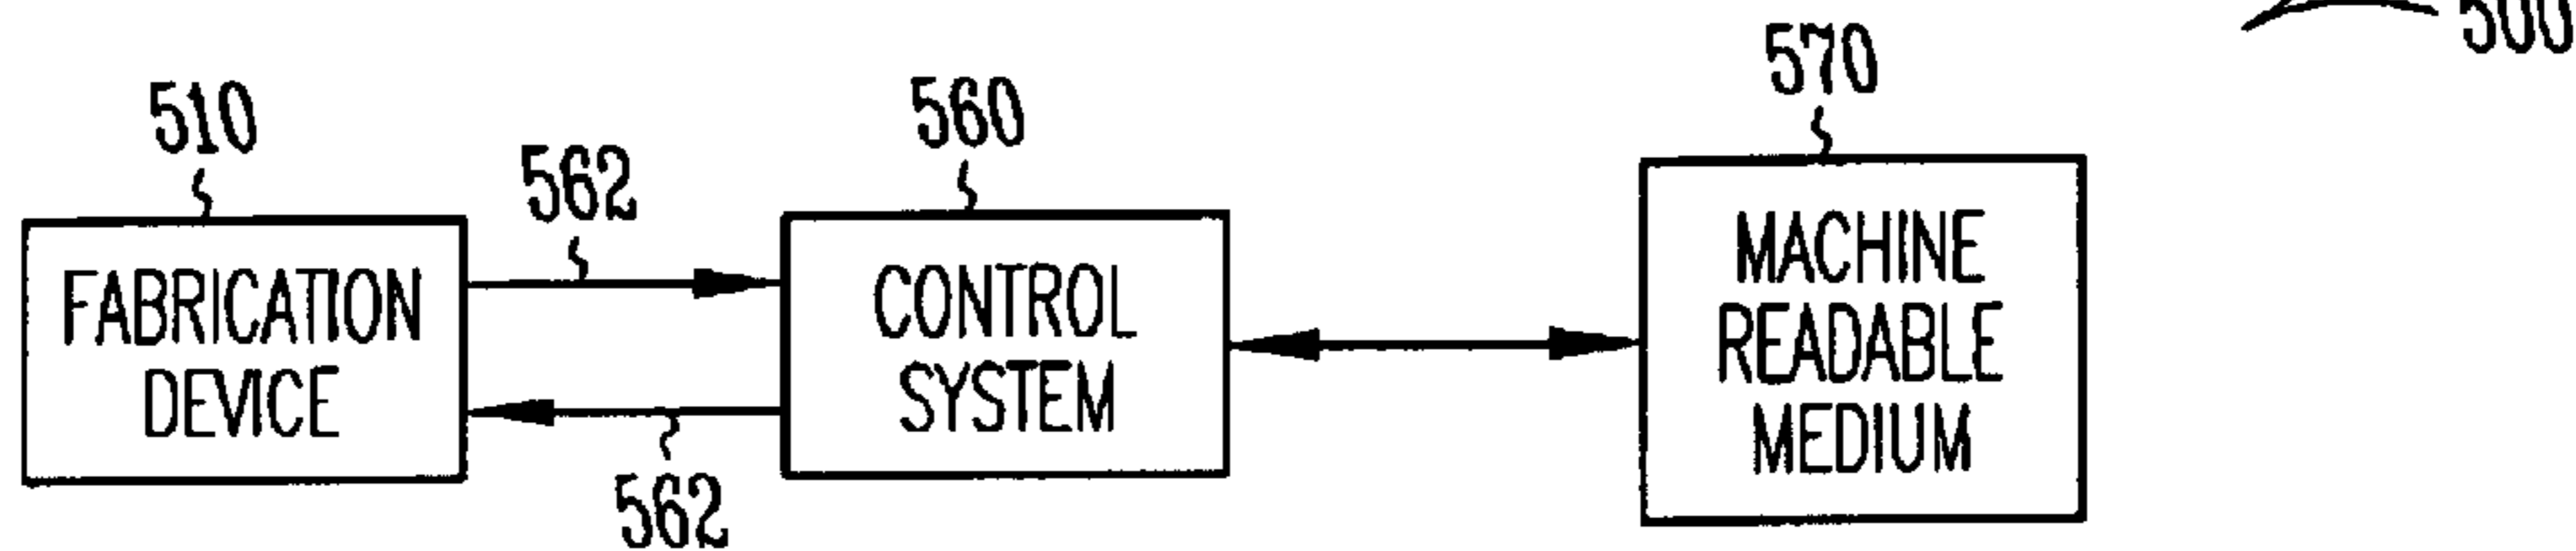 500
570
510
560
562
FABRICATION
DEVICE
CONTROL
SYSTEM
MACHINE
READABLE
MEDIUM
562